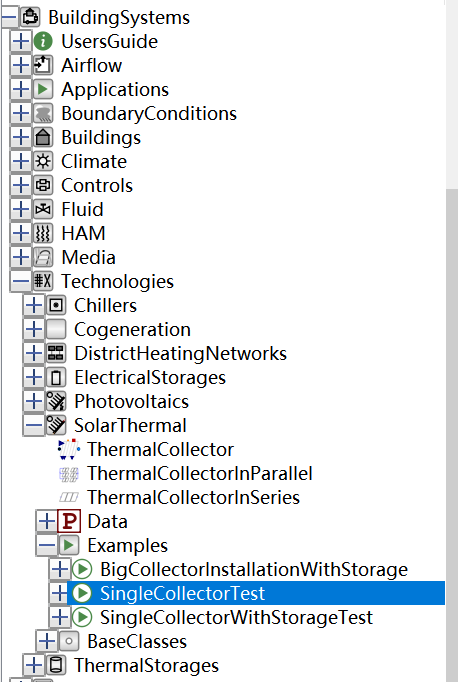 BuildingSystems
UsersGuide
Airflow
Applications
BoundaryConditions
Buildings
Climate
Controls
Fluid
HAM
Media
Technologies
Chillers
Cogeneration
DistrictHeatingNetworks
ElectricalStorages
Photovoltaics
SolarThermal
ThermalCollector
ThermalCollectorInParallel
ThermalCollectorInSeries
P Data
Examples
BigCollectorInstallationWithStorage
SingleCollectorTest
SingleCollectorWithStorageTest
BaseClasses
ThermalStorages